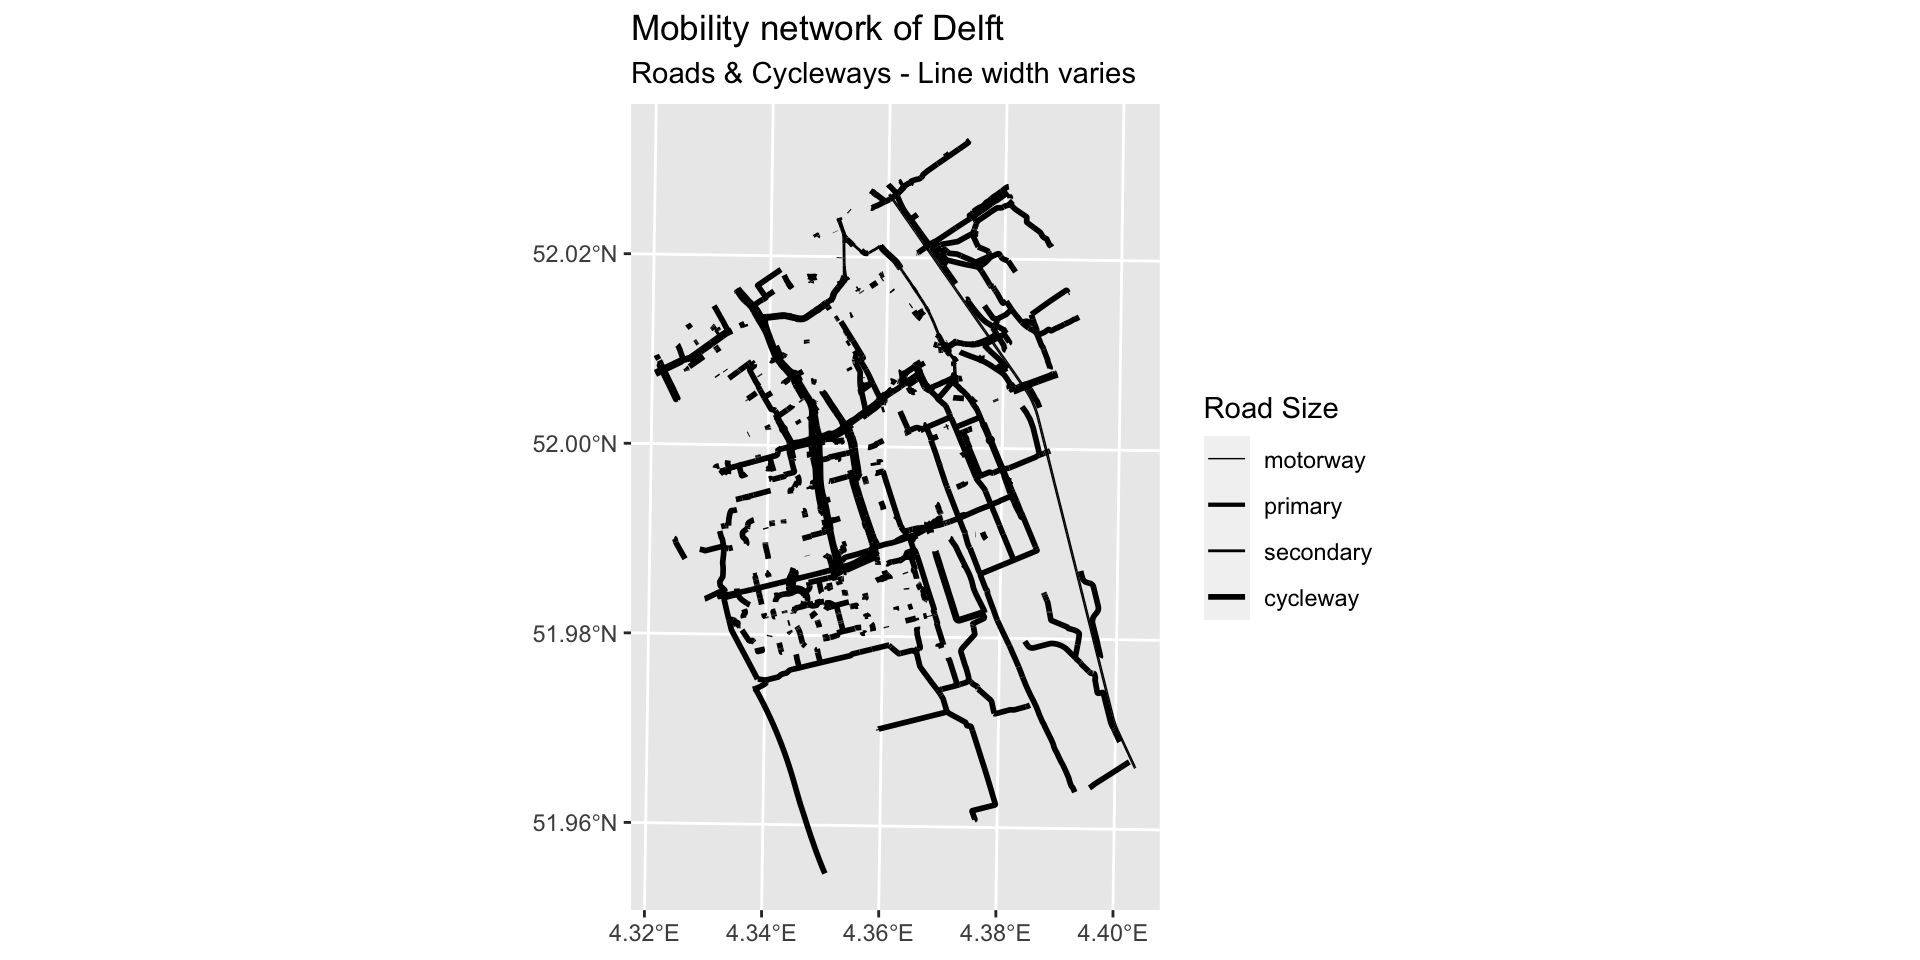 Mobility network of Delft
Roads & Cycleways - Line width varies
52.02°N
52.00°N
51.98°N
51.96°N
4.32°E 4.34°E 4.36°E 4.38°E 4.40°E
Road Size
motorway
primary
secondary
cycleway